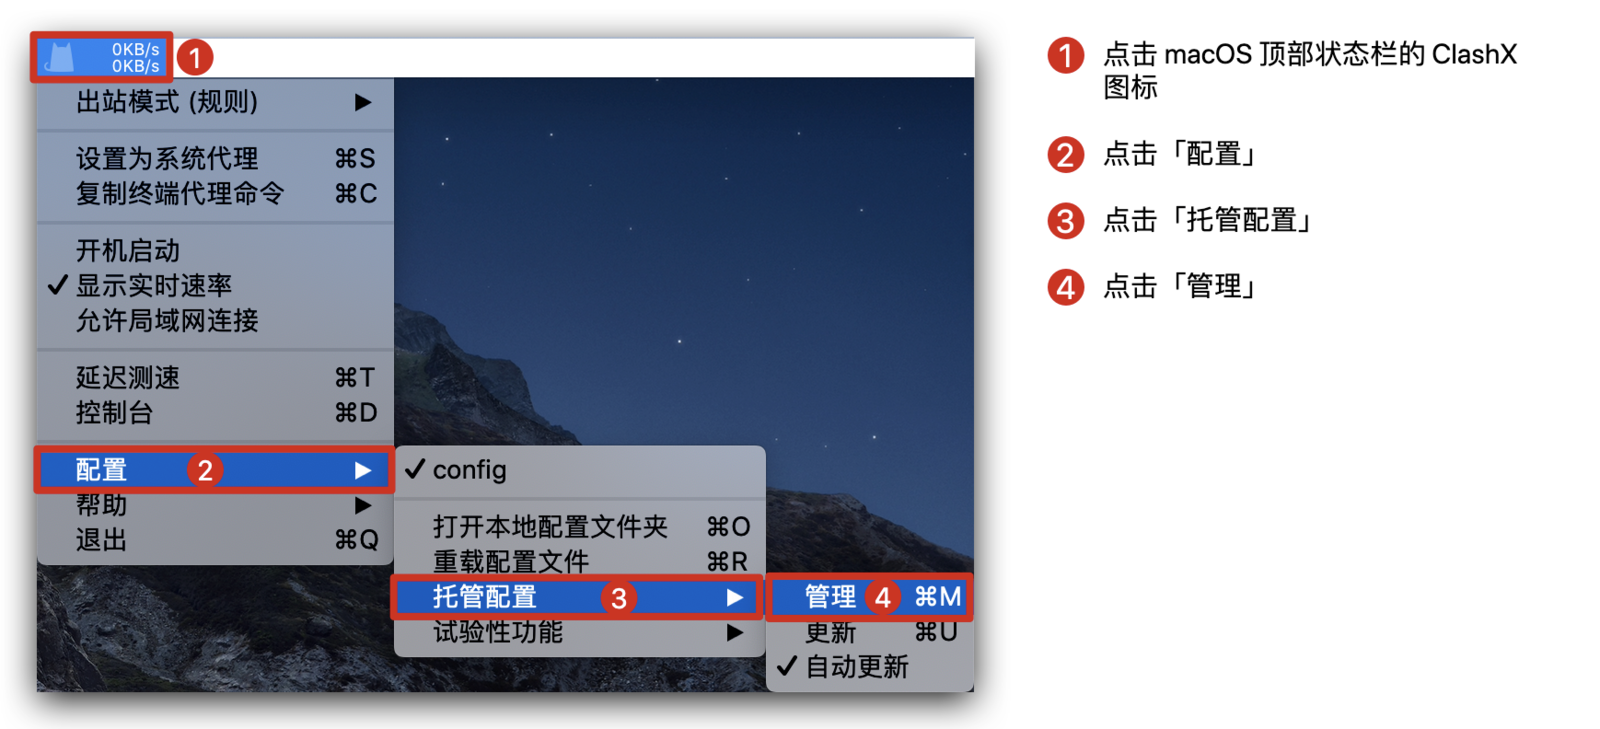 0KB/s
0KB/s
1
出站模式 (规则) ▶
设置为系统代理 ⌘S
复制终端代理命令 ⌘C
开机启动
✓ 显示实时速率
允许局域网连接
延迟测速 ⌘T
控制台 ⌘D
配置 2 ▶
帮助 ▶
退出 ⌘Q
✓ config
打开本地配置文件夹 ⌘O
重载配置文件 ⌘R
托管配置 3 ▶
试验性功能 ▶
管理 4 ⌘M
更新 ⌘U
✓ 自动更新
1 点击 macOS 顶部状态栏的 ClashX
图标
2 点击「配置」
3 点击「托管配置」
4 点击「管理」